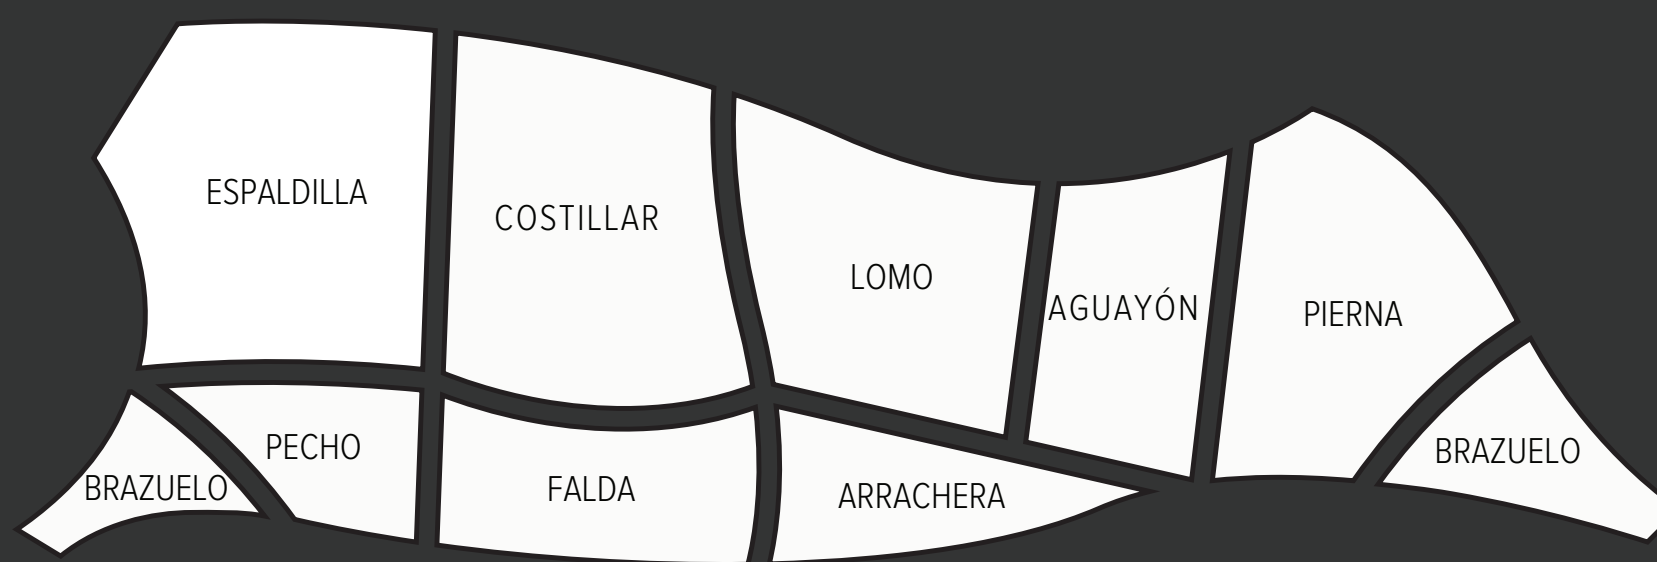 ESPALDILLA
COSTILLAR
LOMO
AGUAYÓN
PIERNA
BRAZUELO
PECHO
FALDA
ARRACHERA
BRAZUELO